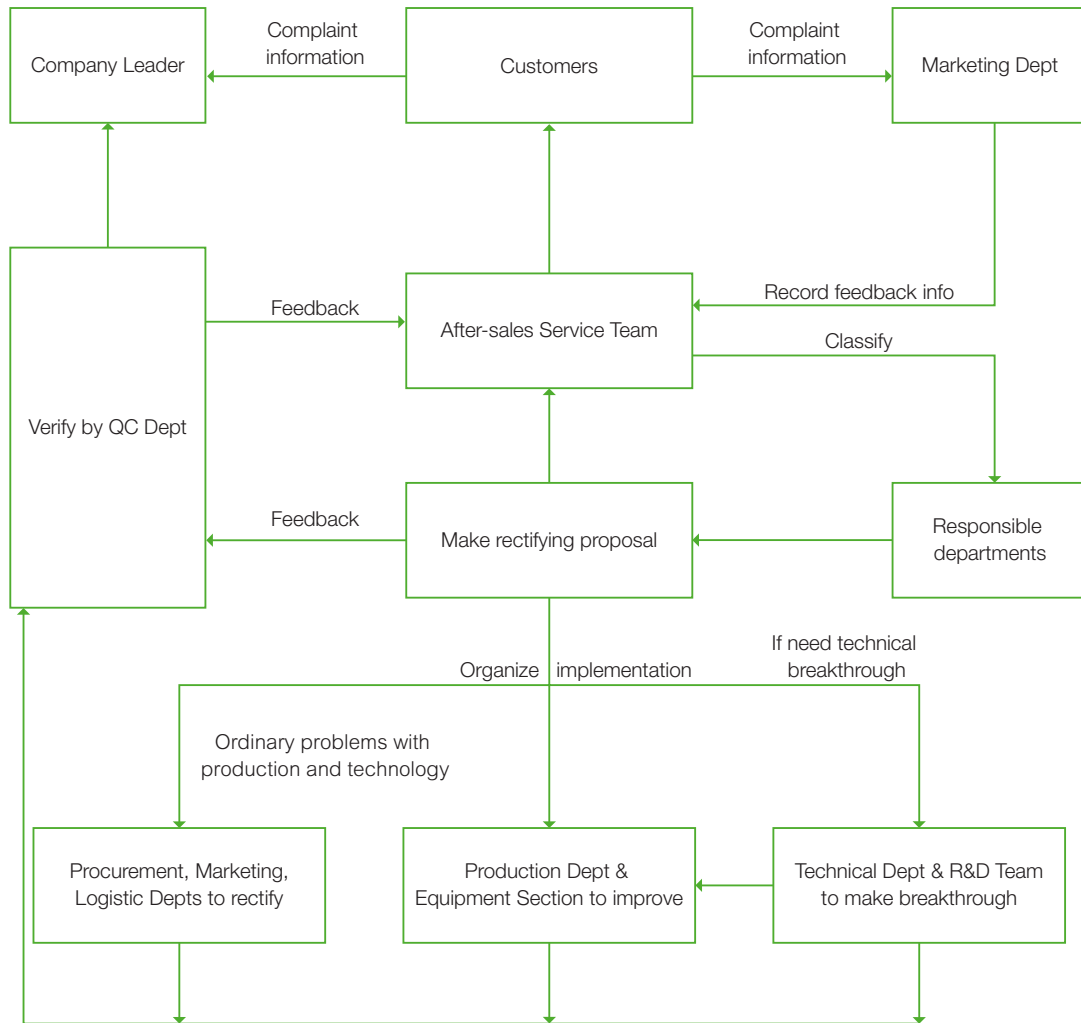 Complaint
information
Complaint
information
Company Leader
Customers
Marketing Dept
Feedback
Record feedback info
After-sales Service Team
Classify
Verify by QC Dept
Feedback
Make rectifying proposal
Responsible
departments
If need technical
breakthrough
Organize implementation
Ordinary problems with
production and technology
Procurement, Marketing,
Logistic Depts to rectify
Production Dept &
Equipment Section to improve
Technical Dept & R&D Team
to make breakthrough